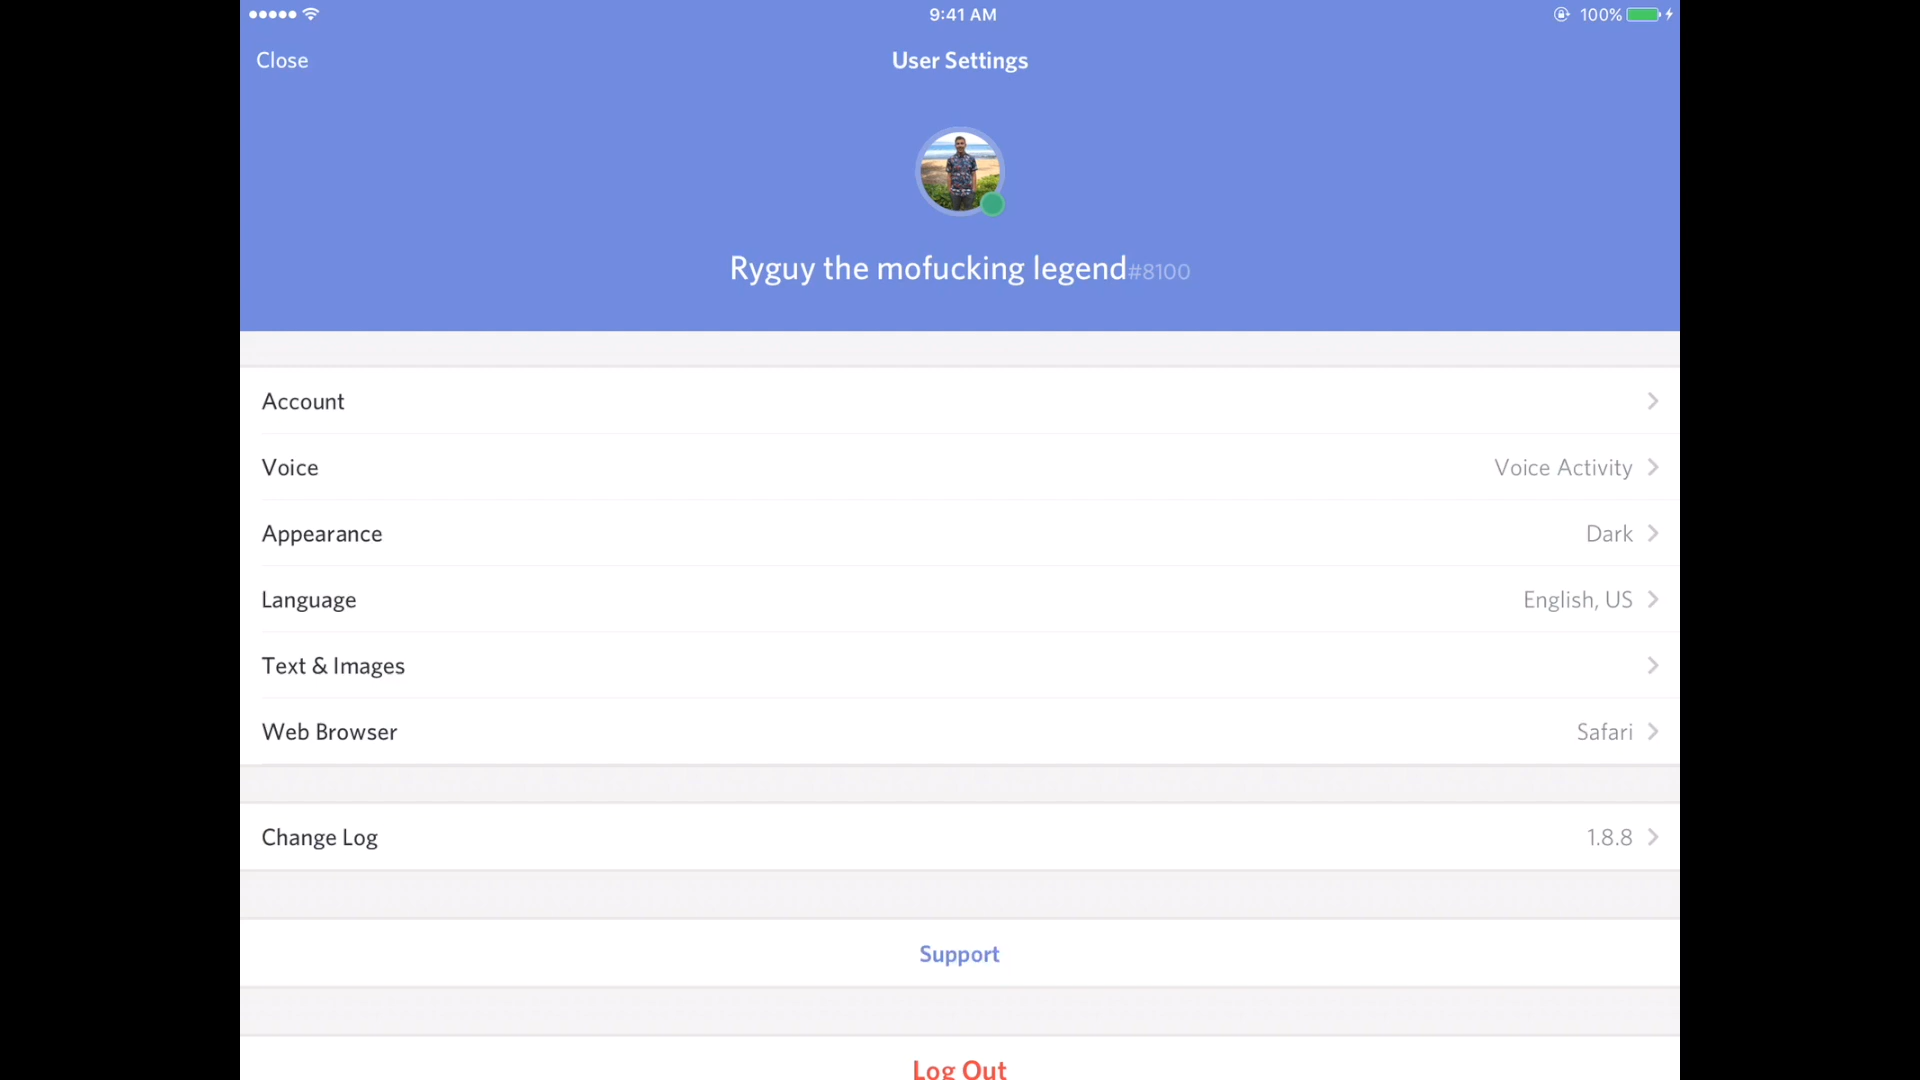 9:41 AM
100%
Close
User Settings
Ryguy the mofucking legend#8100
Account
Voice
Voice Activity
Appearance
Dark
Language
English, US
Text & Images
Web Browser
Safari
Change Log
1.8.8
Support
Log Out